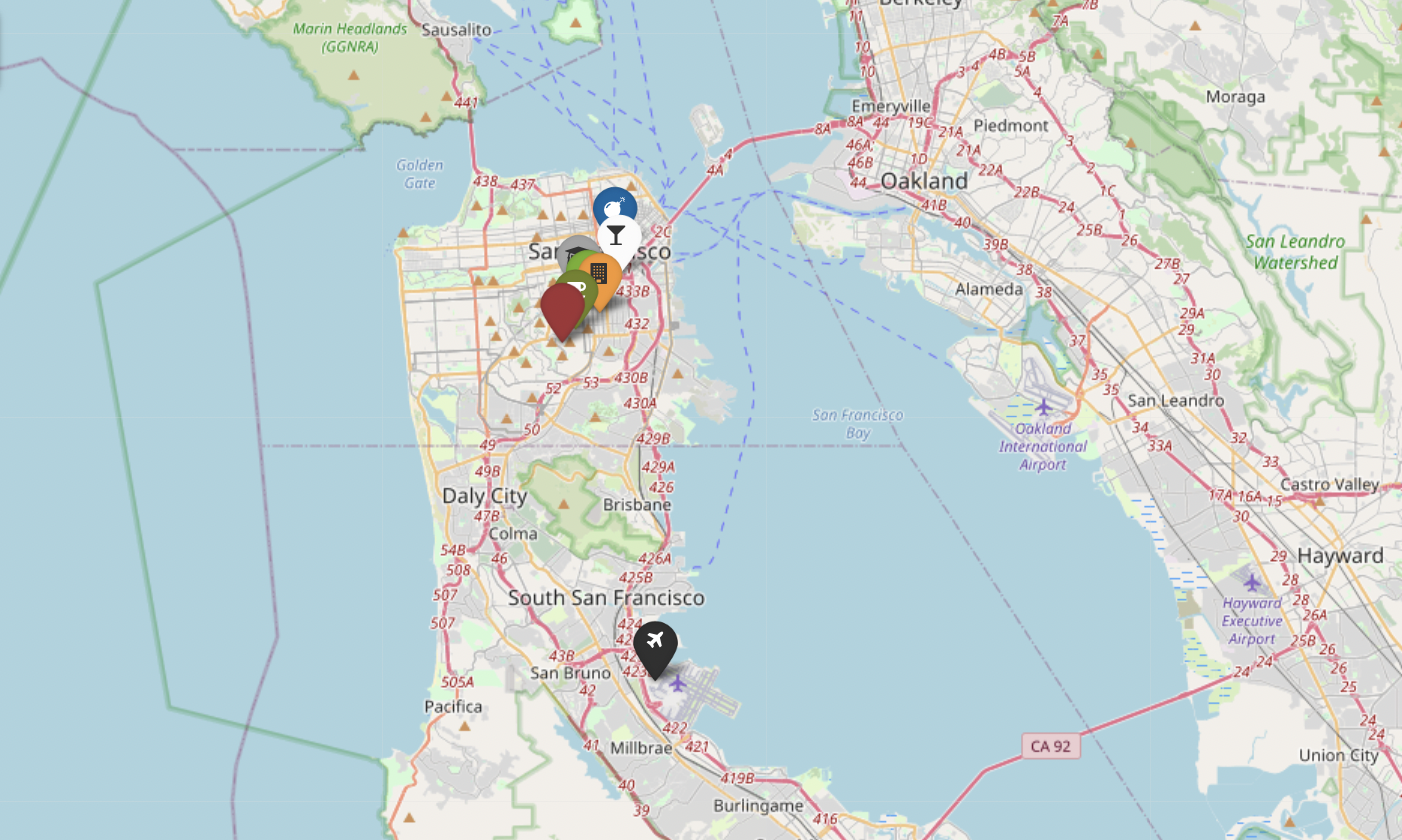 Berkeley
7B
7A
11
Marin Headlands
(GGNRA)
Sausalito
10
4B
5B
3
4
5A
10
4
Moraga
441
Emeryville
8A
8A
44
19C
21A
Piedmont
46A
21A
3
Golden
Gate
4
4A
46B
1D
22A
2
438
437
44
Oakland
22B
1C
41B
24
1
40
25B
26
2C
39B
San Leandro
Watershed
38
27B
27
433B
Alameda
38
29A
432
29
37
31A
52
53
430B
35
30
35
430A
San Leandro
San Francisco
Bay
50
34
Oakland
International
Airport
49
429B
33A
32
49B
429A
33
426
Castro Valley
Daly City
17A
16A
15
Brisbane
47B
30
Colma
54B
46
426A
29
Hayward
508
425B
28
507
South San Francisco
28
Hayward
Executive
Airport
507
424
26A
25B
26
43B
24
24
26
San Bruno
505A
42
25
Pacifica
24
422
24
41
Millbrae
421
CA 92
Union City
419B
40
39
Burlingame
416